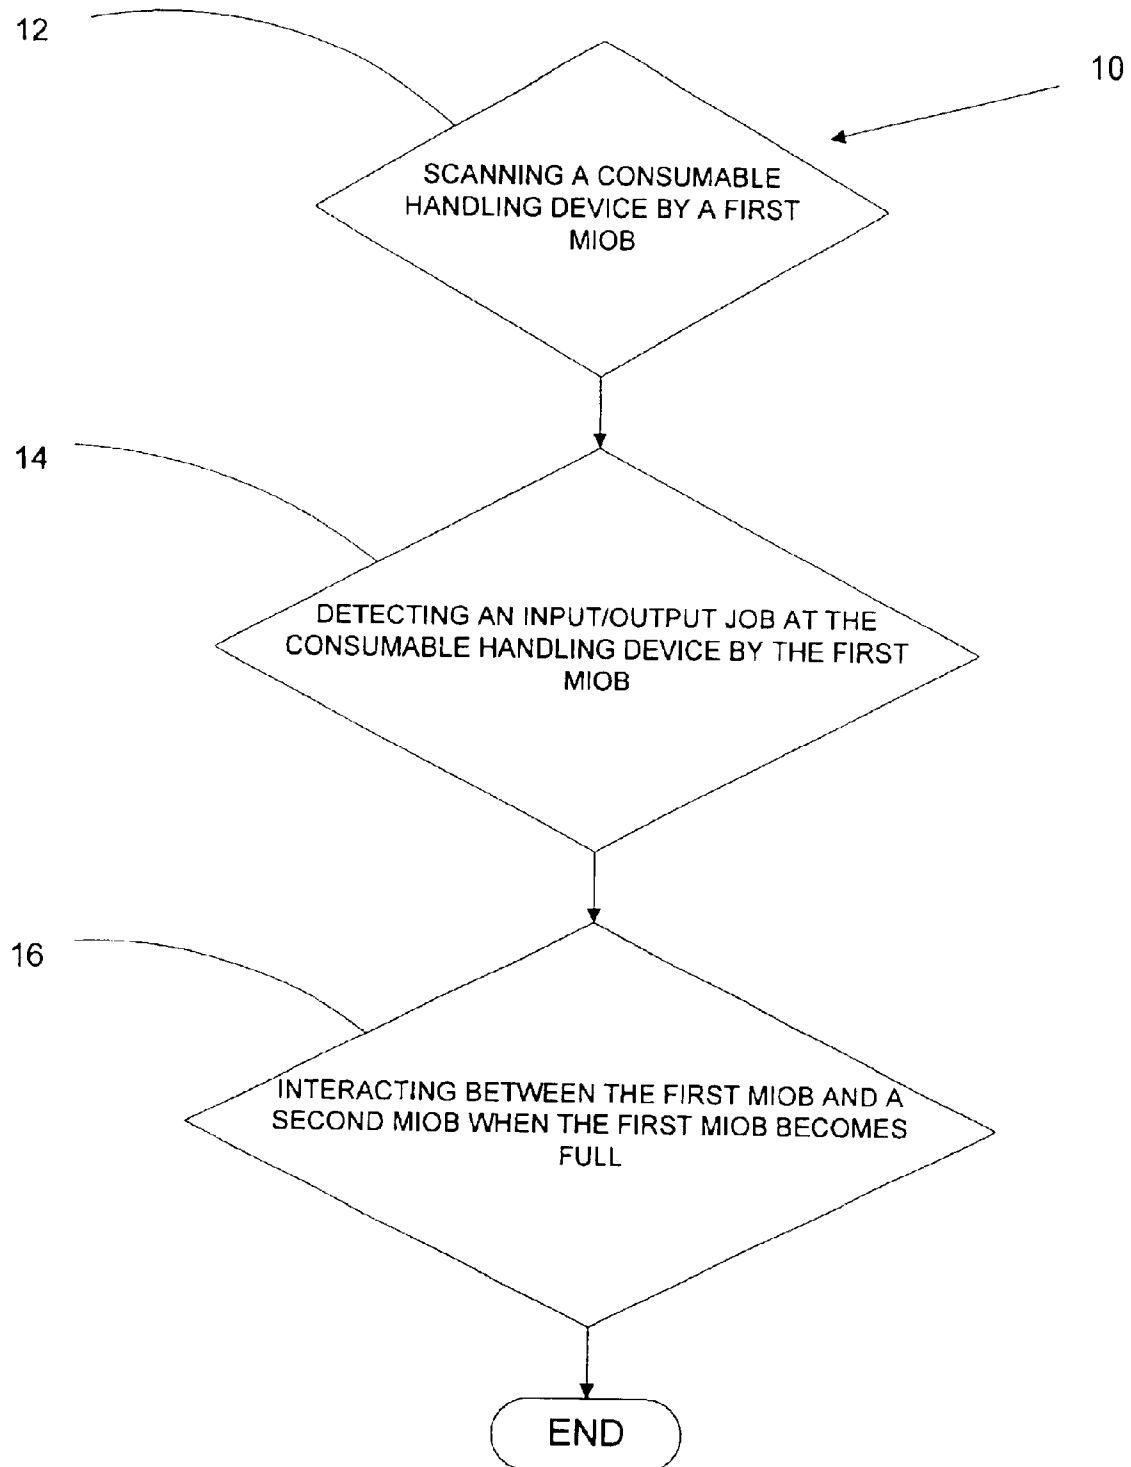 12
10
SCANNING A CONSUMABLE
HANDLING DEVICE BY A FIRST
MIOB
14
DETECTING AN INPUT/OUTPUT JOB AT THE
CONSUMABLE HANDLING DEVICE BY THE FIRST
MIOB
16
INTERACTING BETWEEN THE FIRST MIOB AND A
SECOND MIOB WHEN THE FIRST MIOB BECOMES
FULL
END